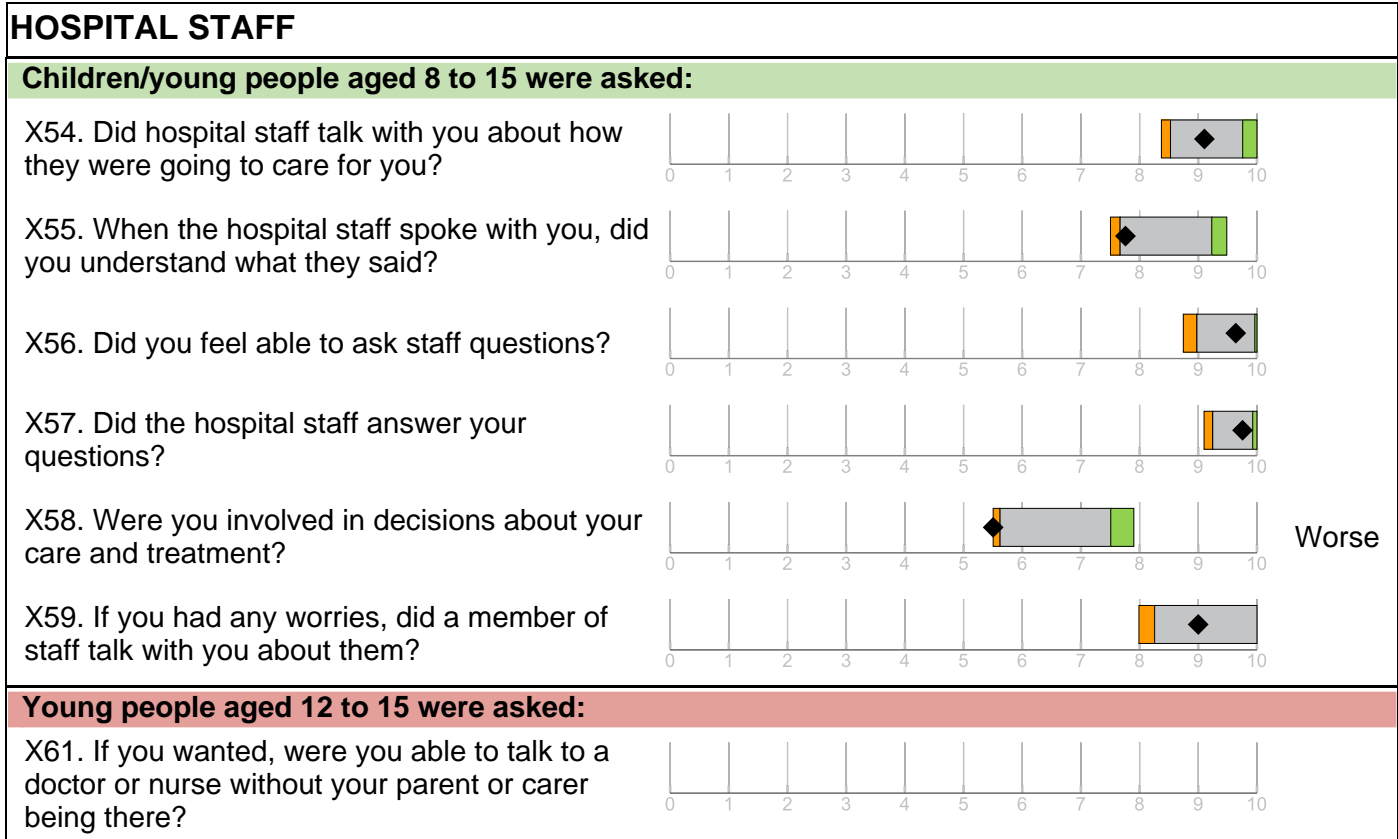 HOSPITAL STAFF
Children/young people aged 8 to 15 were asked:
X54. Did hospital staff talk with you about how
they were going to care for you?
0 1 2 3 4 5 6 7 8 9 10
X55. When the hospital staff spoke with you, did
you understand what they said?
0 1 2 3 4 5 6 7 8 9 10
X56. Did you feel able to ask staff questions?
0 1 2 3 4 5 6 7 8 9 10
X57. Did the hospital staff answer your
questions?
0 1 2 3 4 5 6 7 8 9 10
X58. Were you involved in decisions about your
care and treatment?
0 1 2 3 4 5 6 7 8 9 10
Worse
X59. If you had any worries, did a member of
staff talk with you about them?
0 1 2 3 4 5 6 7 8 9 10
Young people aged 12 to 15 were asked:
X61. If you wanted, were you able to talk to a
doctor or nurse without your parent or carer
being there?
0 1 2 3 4 5 6 7 8 9 10